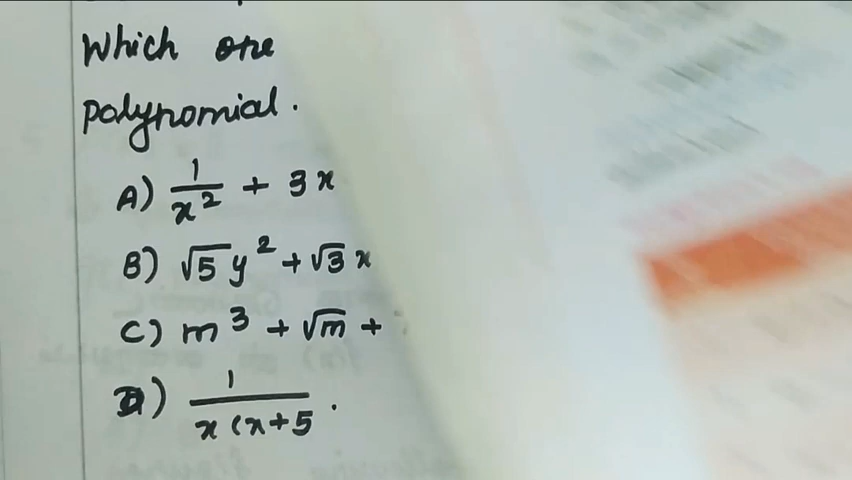 Which one
polynomial.
A) 1/x² + 3x
B) √5 y² + √3 x
C) m³ + √m +
D) 1/x(x+5.